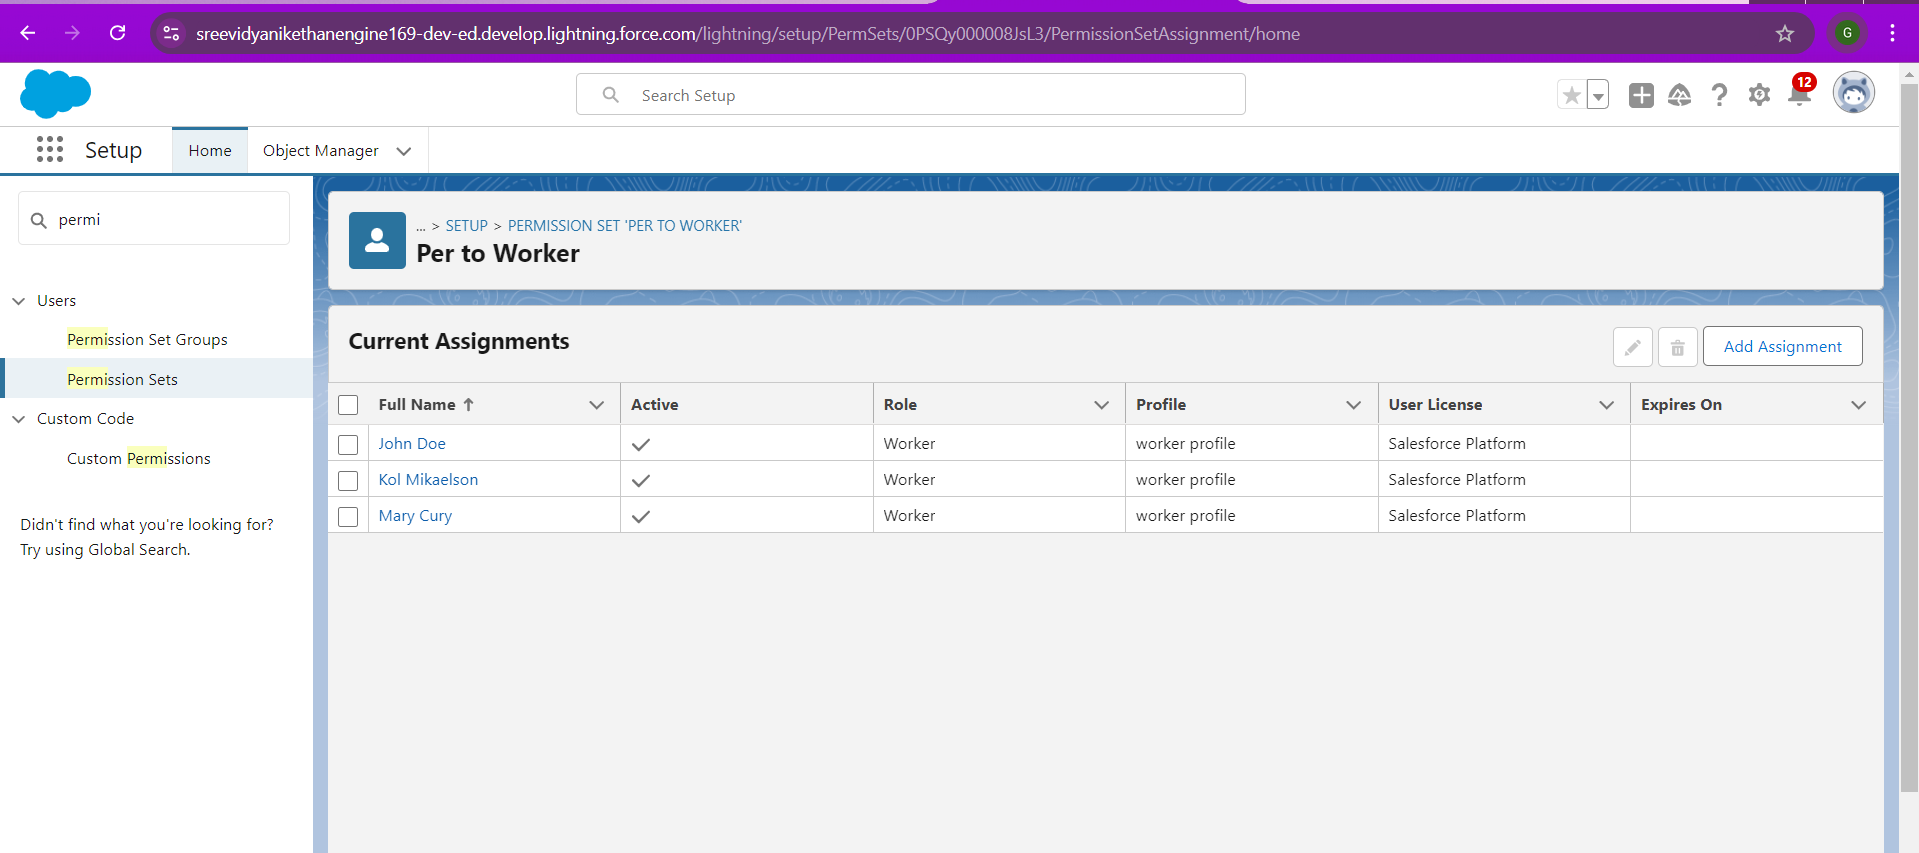 sreevidyanikethanengine169-dev-ed.develop.lightning.force.com/lightning/setup/PermSets/0PSQy000008JsL3/PermissionSetAssignment/home
G
Search Setup
12
Setup
Home
Object Manager
permi
Users
Permission Set Groups
Permission Sets
Custom Code
Custom Permissions
Didn't find what you're looking for?
Try using Global Search.
... > SETUP > PERMISSION SET 'PER TO WORKER'
Per to Worker
Current Assignments
Add Assignment
Full Name Active Role Profile User License Expires On
John Doe Worker worker profile Salesforce Platform
Kol Mikaelson Worker worker profile Salesforce Platform
Mary Cury Worker worker profile Salesforce Platform